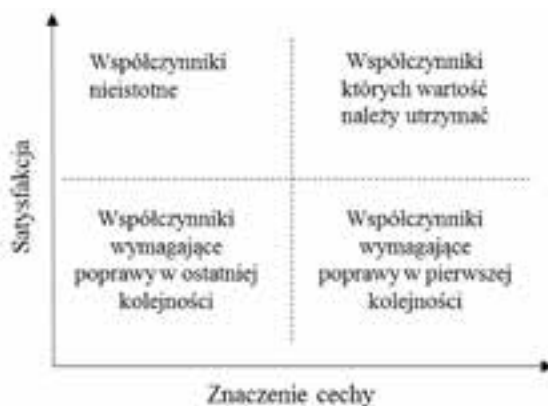 Współczynniki
nieistotne
Współczynniki
których wartość
należy utrzymać
Satysfakcja
Współczynniki
wymagające
poprawy w ostatniej
kolejności
Współczynniki
wymagające
poprawy w pierwszej
kolejności
Znaczenie cechy